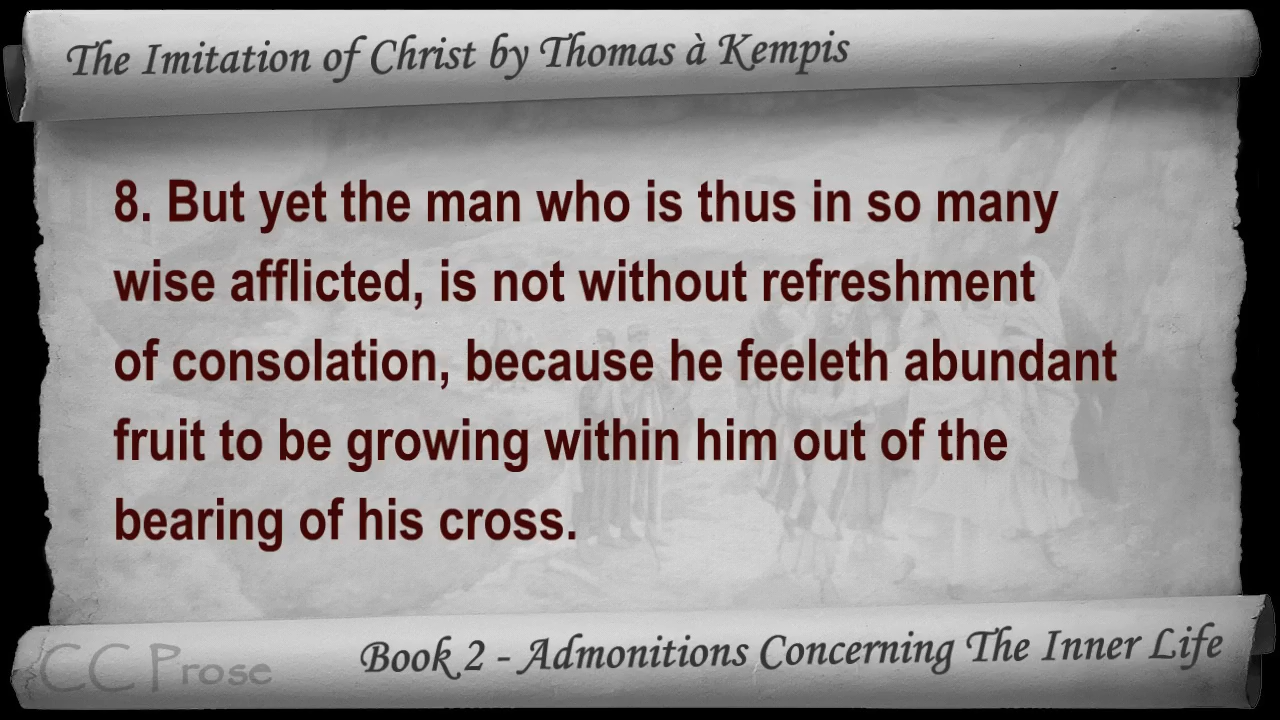 The Imitation of Christ by Thomas à Kempis
8. But yet the man who is thus in so many
wise afflicted, is not without refreshment
of consolation, because he feeleth abundant
fruit to be growing within him out of the
bearing of his cross.
CC Prose
Book 2 - Admonitions Concerning The Inner Life